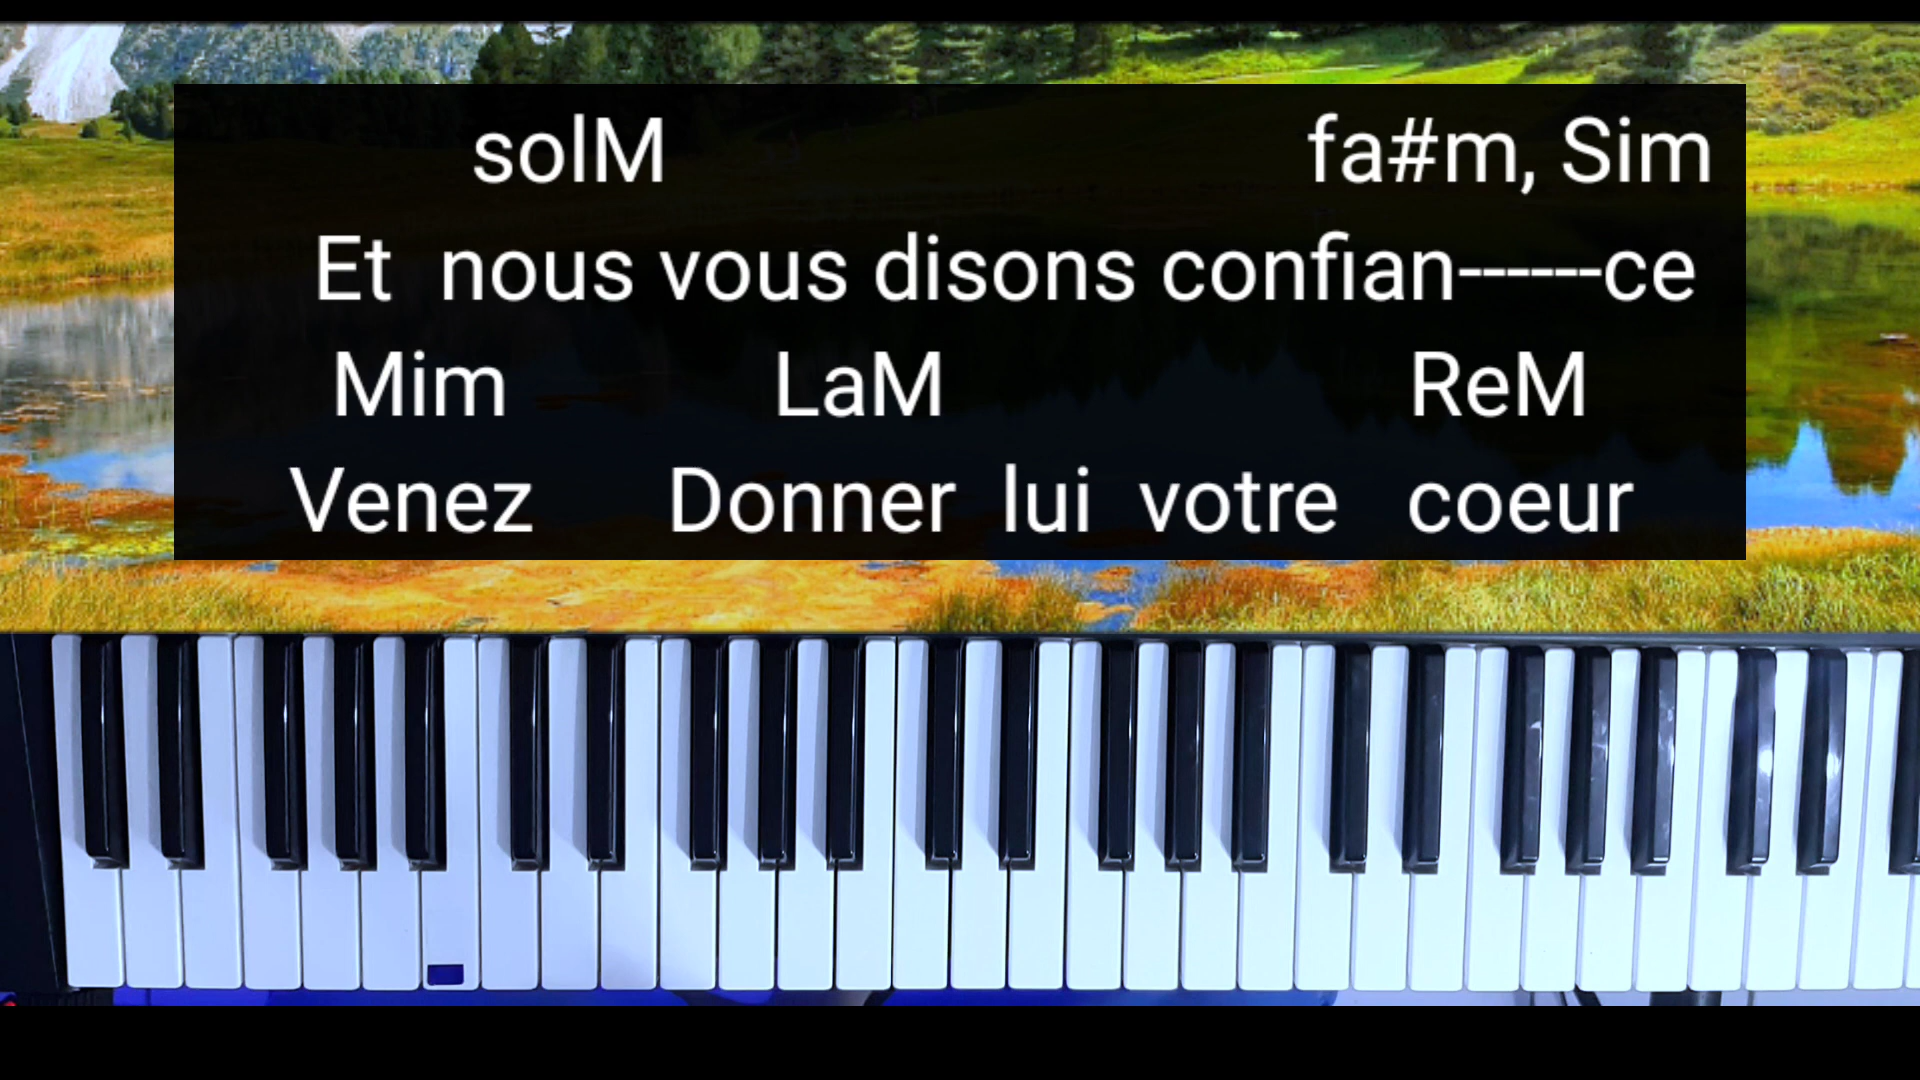 solM fa#m, Sim
Et nous vous disons confian------ce
Mim LaM ReM
Venez Donner lui votre coeur